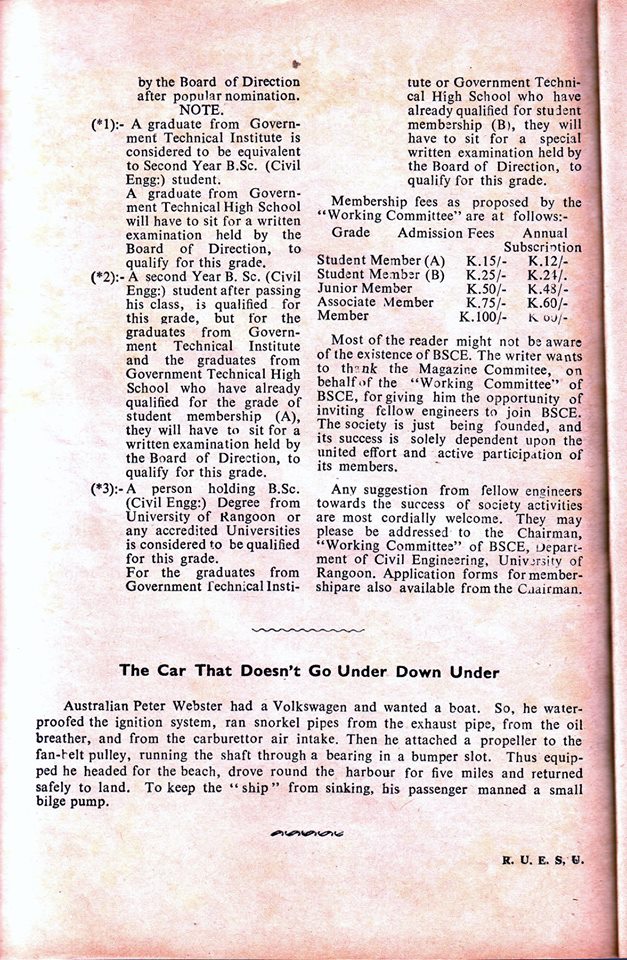 by the Board of Direction
after popular nomination.
NOTE.
(*1):- A graduate from Govern-
ment Technical Institute is
considered to be equivalent
to Second Year B.Sc. (Civil
Engg:) student.
A graduate from Govern-
ment Technical High School
will have to sit for a written
examination held by the
Board of Direction, to
qualify for this grade.
(*2):- A second Year B. Sc. (Civil
Engg:) student after passing
his class, is qualified for
this grade, but for the
graduates from Govern-
ment Technical Institute
and the graduates from
Government Technical High
School who have already
qualified for the grade of
student membership (A),
they will have to sit for a
written examination held by
the Board of Direction, to
qualify for this grade.
(*3):- A person holding B.Sc.
(Civil Engg:) Degree from
University of Rangoon or
any accredited Universities
is considered to be qualified
for this grade.
For the graduates from
Government Technical Insti-
tute or Government Techni-
cal High School who have
already qualified for student
membership (B), they will
have to sit for a special
written examination held by
the Board of Direction, to
qualify for this grade.
Membership fees as proposed by the
“Working Committee” are at follows:-
Grade Admission Fees Annual
Subscription
Student Member (A) K.15/- K.12/-
Student Member (B) K.25/- K.24/.
Junior Member K.50/- K.48/-
Associate Member K.75/- K.60/-
Member K.100/- K 60/-
Most of the reader might not be aware
of the existence of BSCE. The writer wants
to thank the Magazine Commitee, on
behalf of the “Working Committee” of
BSCE, for giving him the opportunity of
inviting fellow engineers to join BSCE.
The society is just being founded, and
its success is solely dependent upon the
united effort and active participation of
its members.
Any suggestion from fellow engineers
towards the success of society activities
are most cordially welcome. They may
please be addressed to the Chairman,
“Working Committee” of BSCE, Depart-
ment of Civil Engineering, University of
Rangoon. Application forms for member-
shipare also available from the Chairman.
The Car That Doesn't Go Under Down Under
Australian Peter Webster had a Volkswagen and wanted a boat. So, he water-
proofed the ignition system, ran snorkel pipes from the exhaust pipe, from the oil
breather, and from the carburettor air intake. Then he attached a propeller to the
fan-belt pulley, running the shaft through a bearing in a bumper slot. Thus equip-
ped he headed for the beach, drove round the harbour for five miles and returned
safely to land. To keep the “ship” from sinking, his passenger manned a small
bilge pump.
R. U. E. S, U.